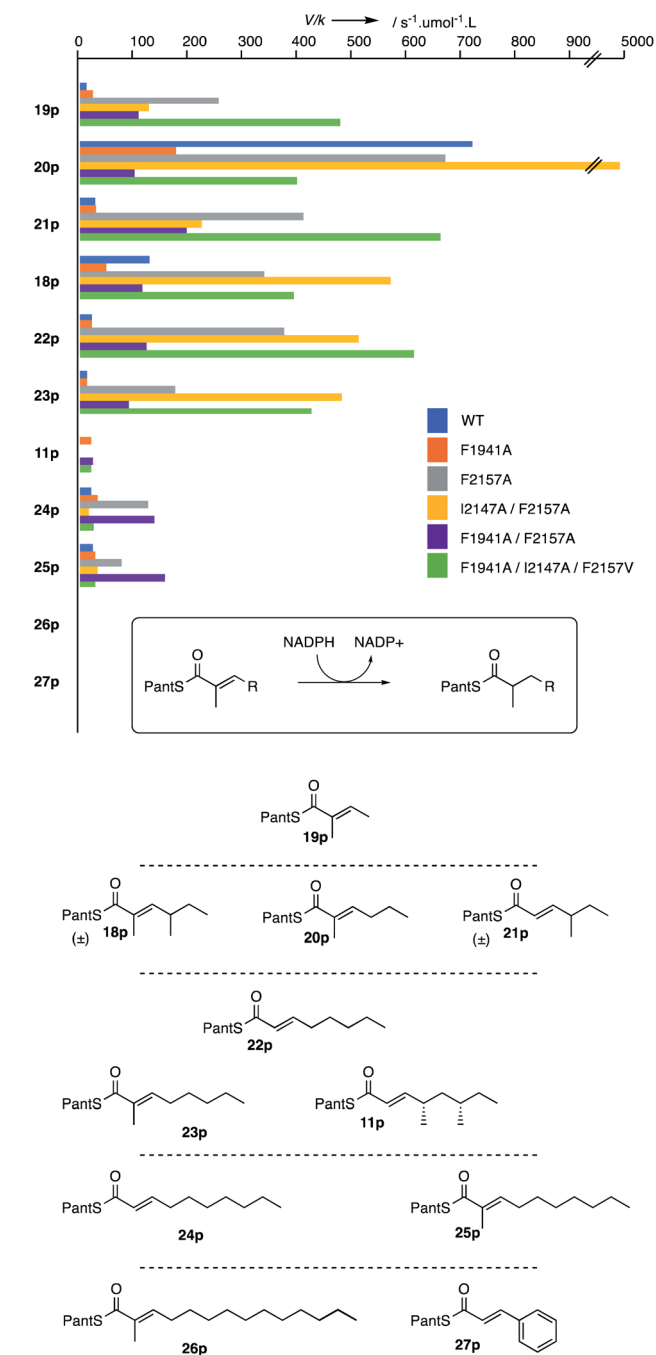 V/k / s⁻¹.umol⁻¹.L
0 100 200 300 400 500 600 700 800 900 5000
19p
20p
21p
18p
22p
23p
11p
24p
25p
26p
27p
WT
F1941A
F2157A
I2147A / F2157A
F1941A / F2157A
F1941A / I2147A / F2157V
NADPH NADP+
O O
PantS R PantS R
O
PantS
19p
O O O
PantS PantS PantS
(±) 18p 20p (±) 21p
O
PantS
22p
O O
PantS PantS
23p 11p
O O
PantS PantS
24p 25p
O O
PantS PantS
26p 27p